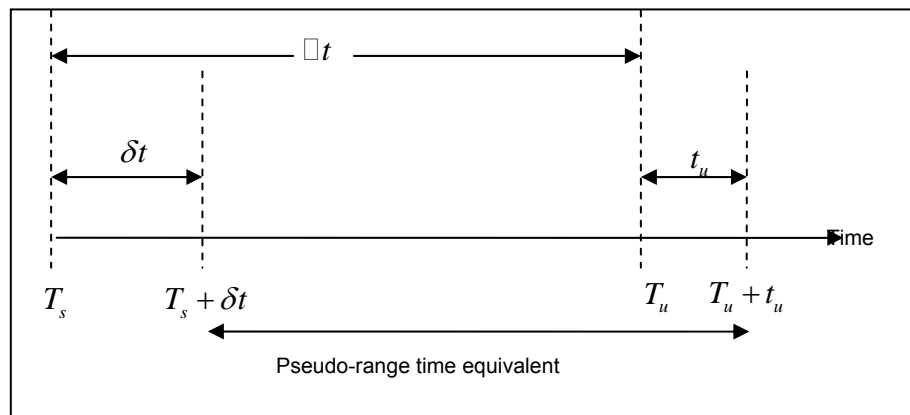 □t
δt
t_u
Time
T_s
T_s + δt
T_u
T_u + t_u
Pseudo-range time equivalent